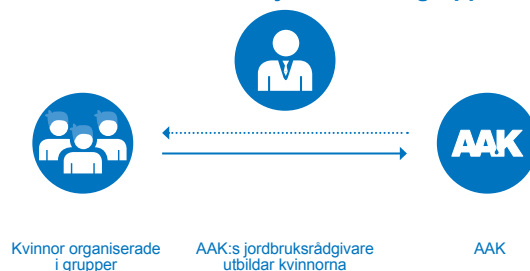 AAK
Kvinnor organiserade
i grupper
AAK:s jordbruksrådgivare
utbildar kvinnorna
AAK